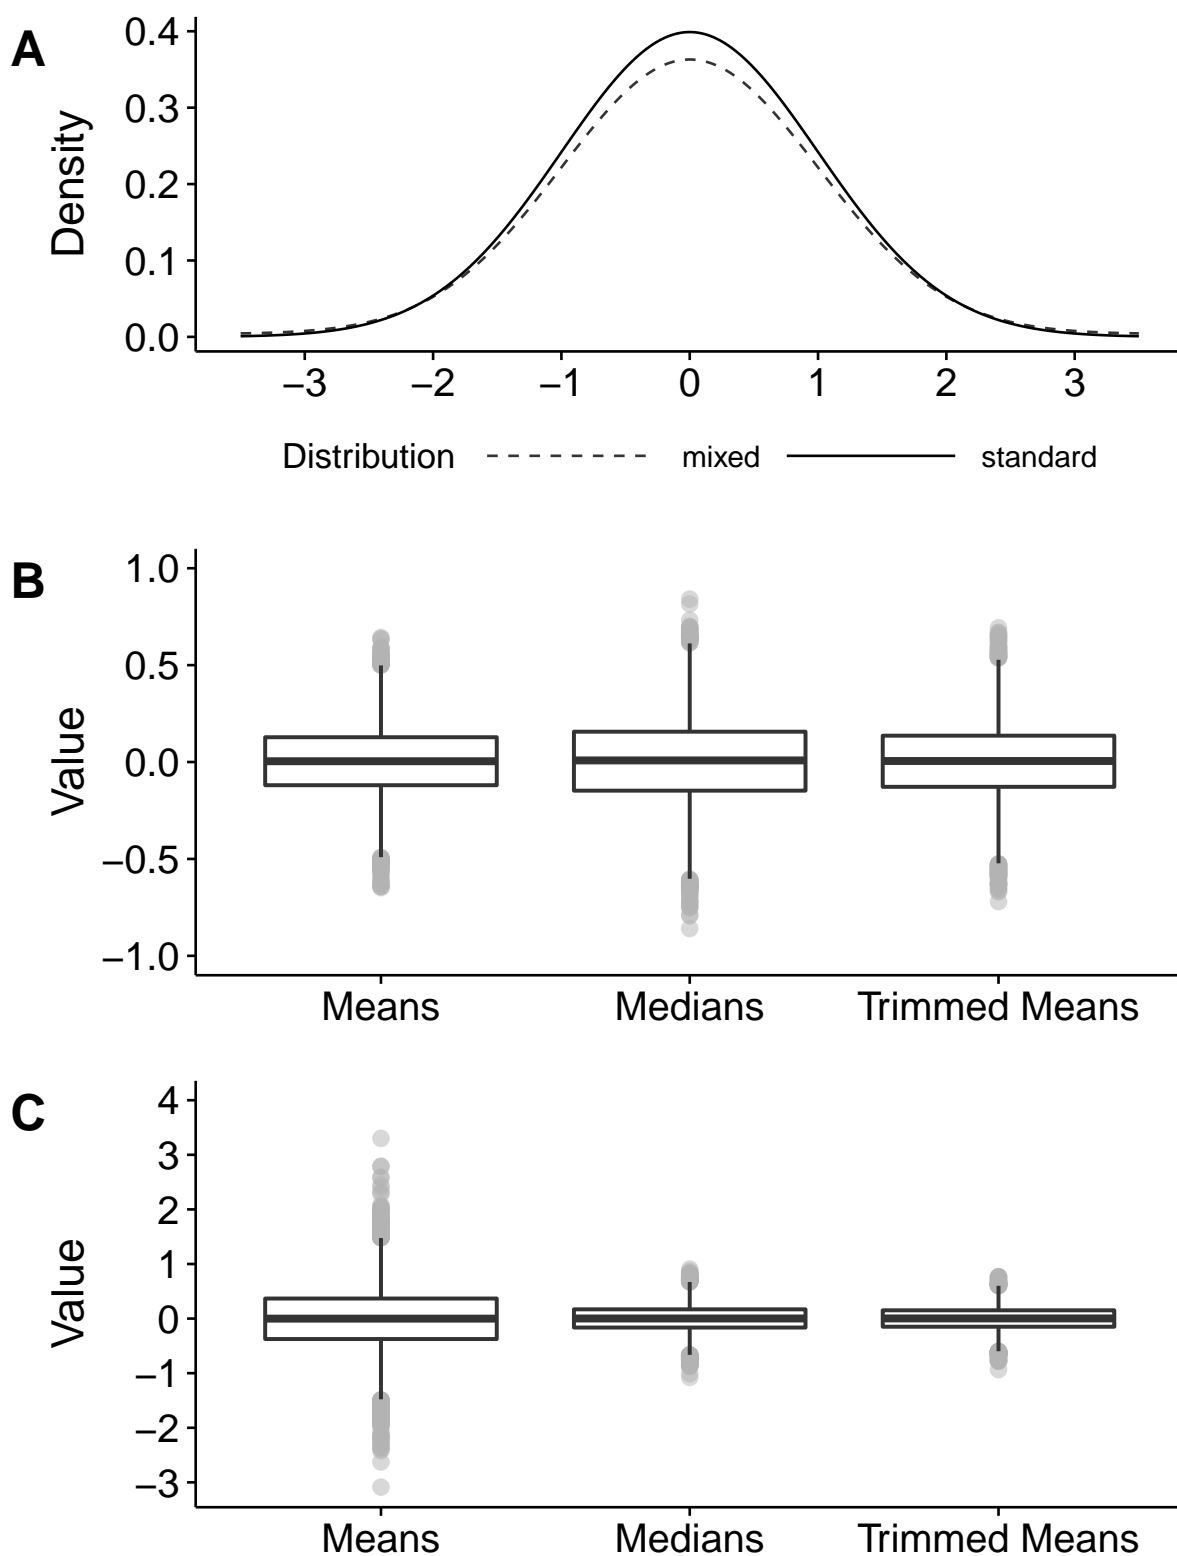 A
Density
0.4
0.3
0.2
0.1
0.0
−3 −2 −1 0 1 2 3
Distribution mixed standard
B
Value
1.0
0.5
0.0
−0.5
−1.0
Means Medians Trimmed Means
C
Value
4
3
2
1
0
−1
−2
−3
Means Medians Trimmed Means